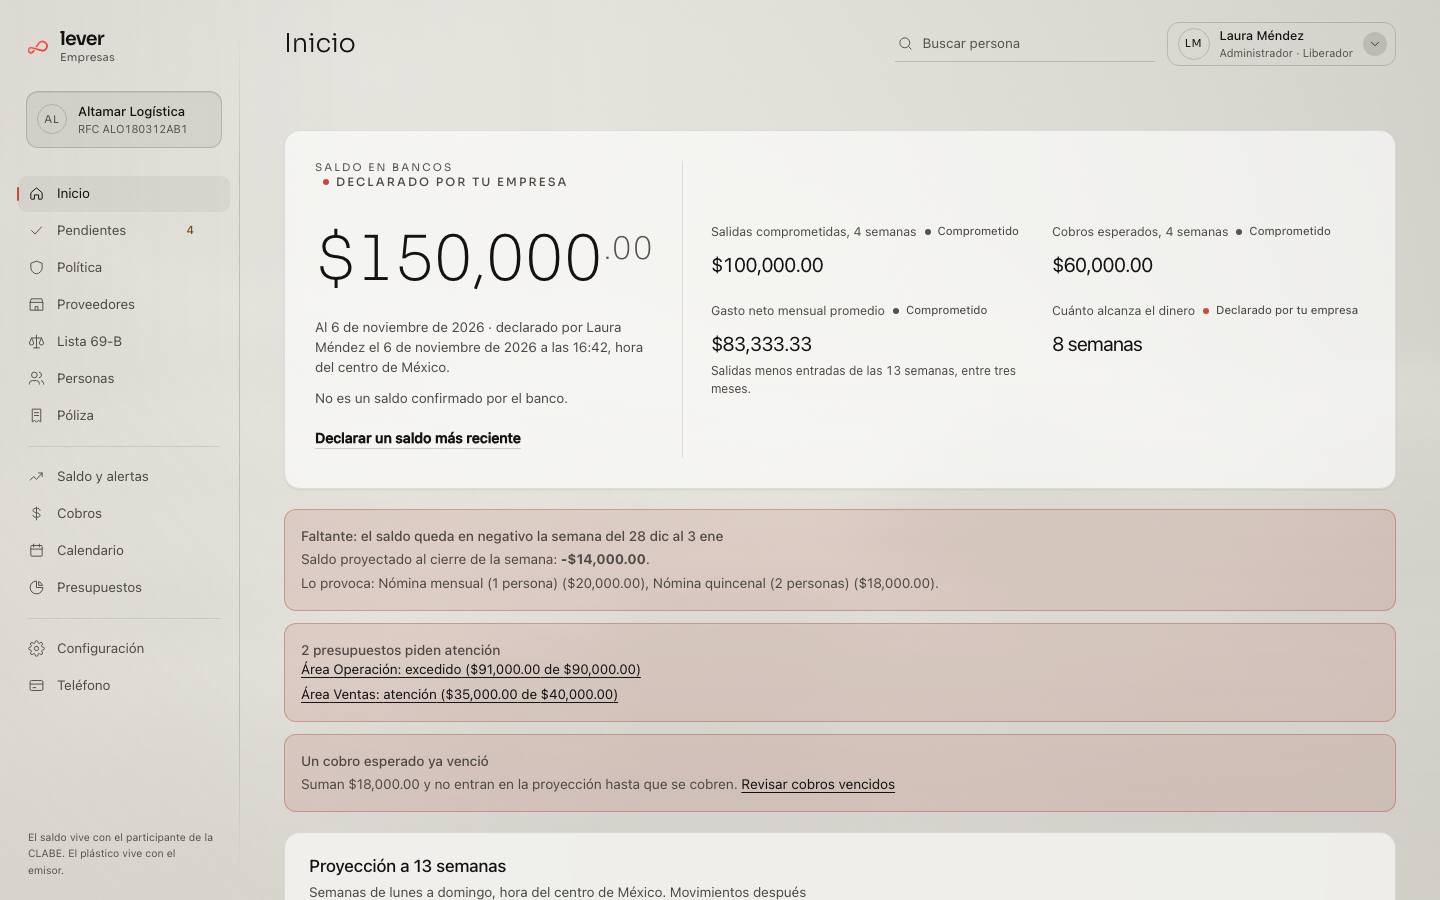 lever
Empresas
AL
Altamar Logística
RFC ALO180312AB1
Inicio
Pendientes 4
Política
Proveedores
Lista 69-B
Personas
Póliza
Saldo y alertas
Cobros
Calendario
Presupuestos
Configuración
Teléfono
El saldo vive con el participante de la
CLABE. El plástico vive con el
emisor.
Inicio
Buscar persona
LM
Laura Méndez
Administrador · Liberador
SALDO EN BANCOS
DECLARADO POR TU EMPRESA
$150,000.00
Al 6 de noviembre de 2026 · declarado por Laura
Méndez el 6 de noviembre de 2026 a las 16:42, hora
del centro de México.
No es un saldo confirmado por el banco.
Declarar un saldo más reciente
Salidas comprometidas, 4 semanas Comprometido
$100,000.00
Cobros esperados, 4 semanas Comprometido
$60,000.00
Gasto neto mensual promedio Comprometido
$83,333.33
Salidas menos entradas de las 13 semanas, entre tres
meses.
Cuánto alcanza el dinero Declarado por tu empresa
8 semanas
Faltante: el saldo queda en negativo la semana del 28 dic al 3 ene
Saldo proyectado al cierre de la semana: -$14,000.00.
Lo provoca: Nómina mensual (1 persona) ($20,000.00), Nómina quincenal (2 personas) ($18,000.00).
2 presupuestos piden atención
Área Operación: excedido ($91,000.00 de $90,000.00)
Área Ventas: atención ($35,000.00 de $40,000.00)
Un cobro esperado ya venció
Suman $18,000.00 y no entran en la proyección hasta que se cobren. Revisar cobros vencidos
Proyección a 13 semanas
Semanas de lunes a domingo, hora del centro de México. Movimientos después